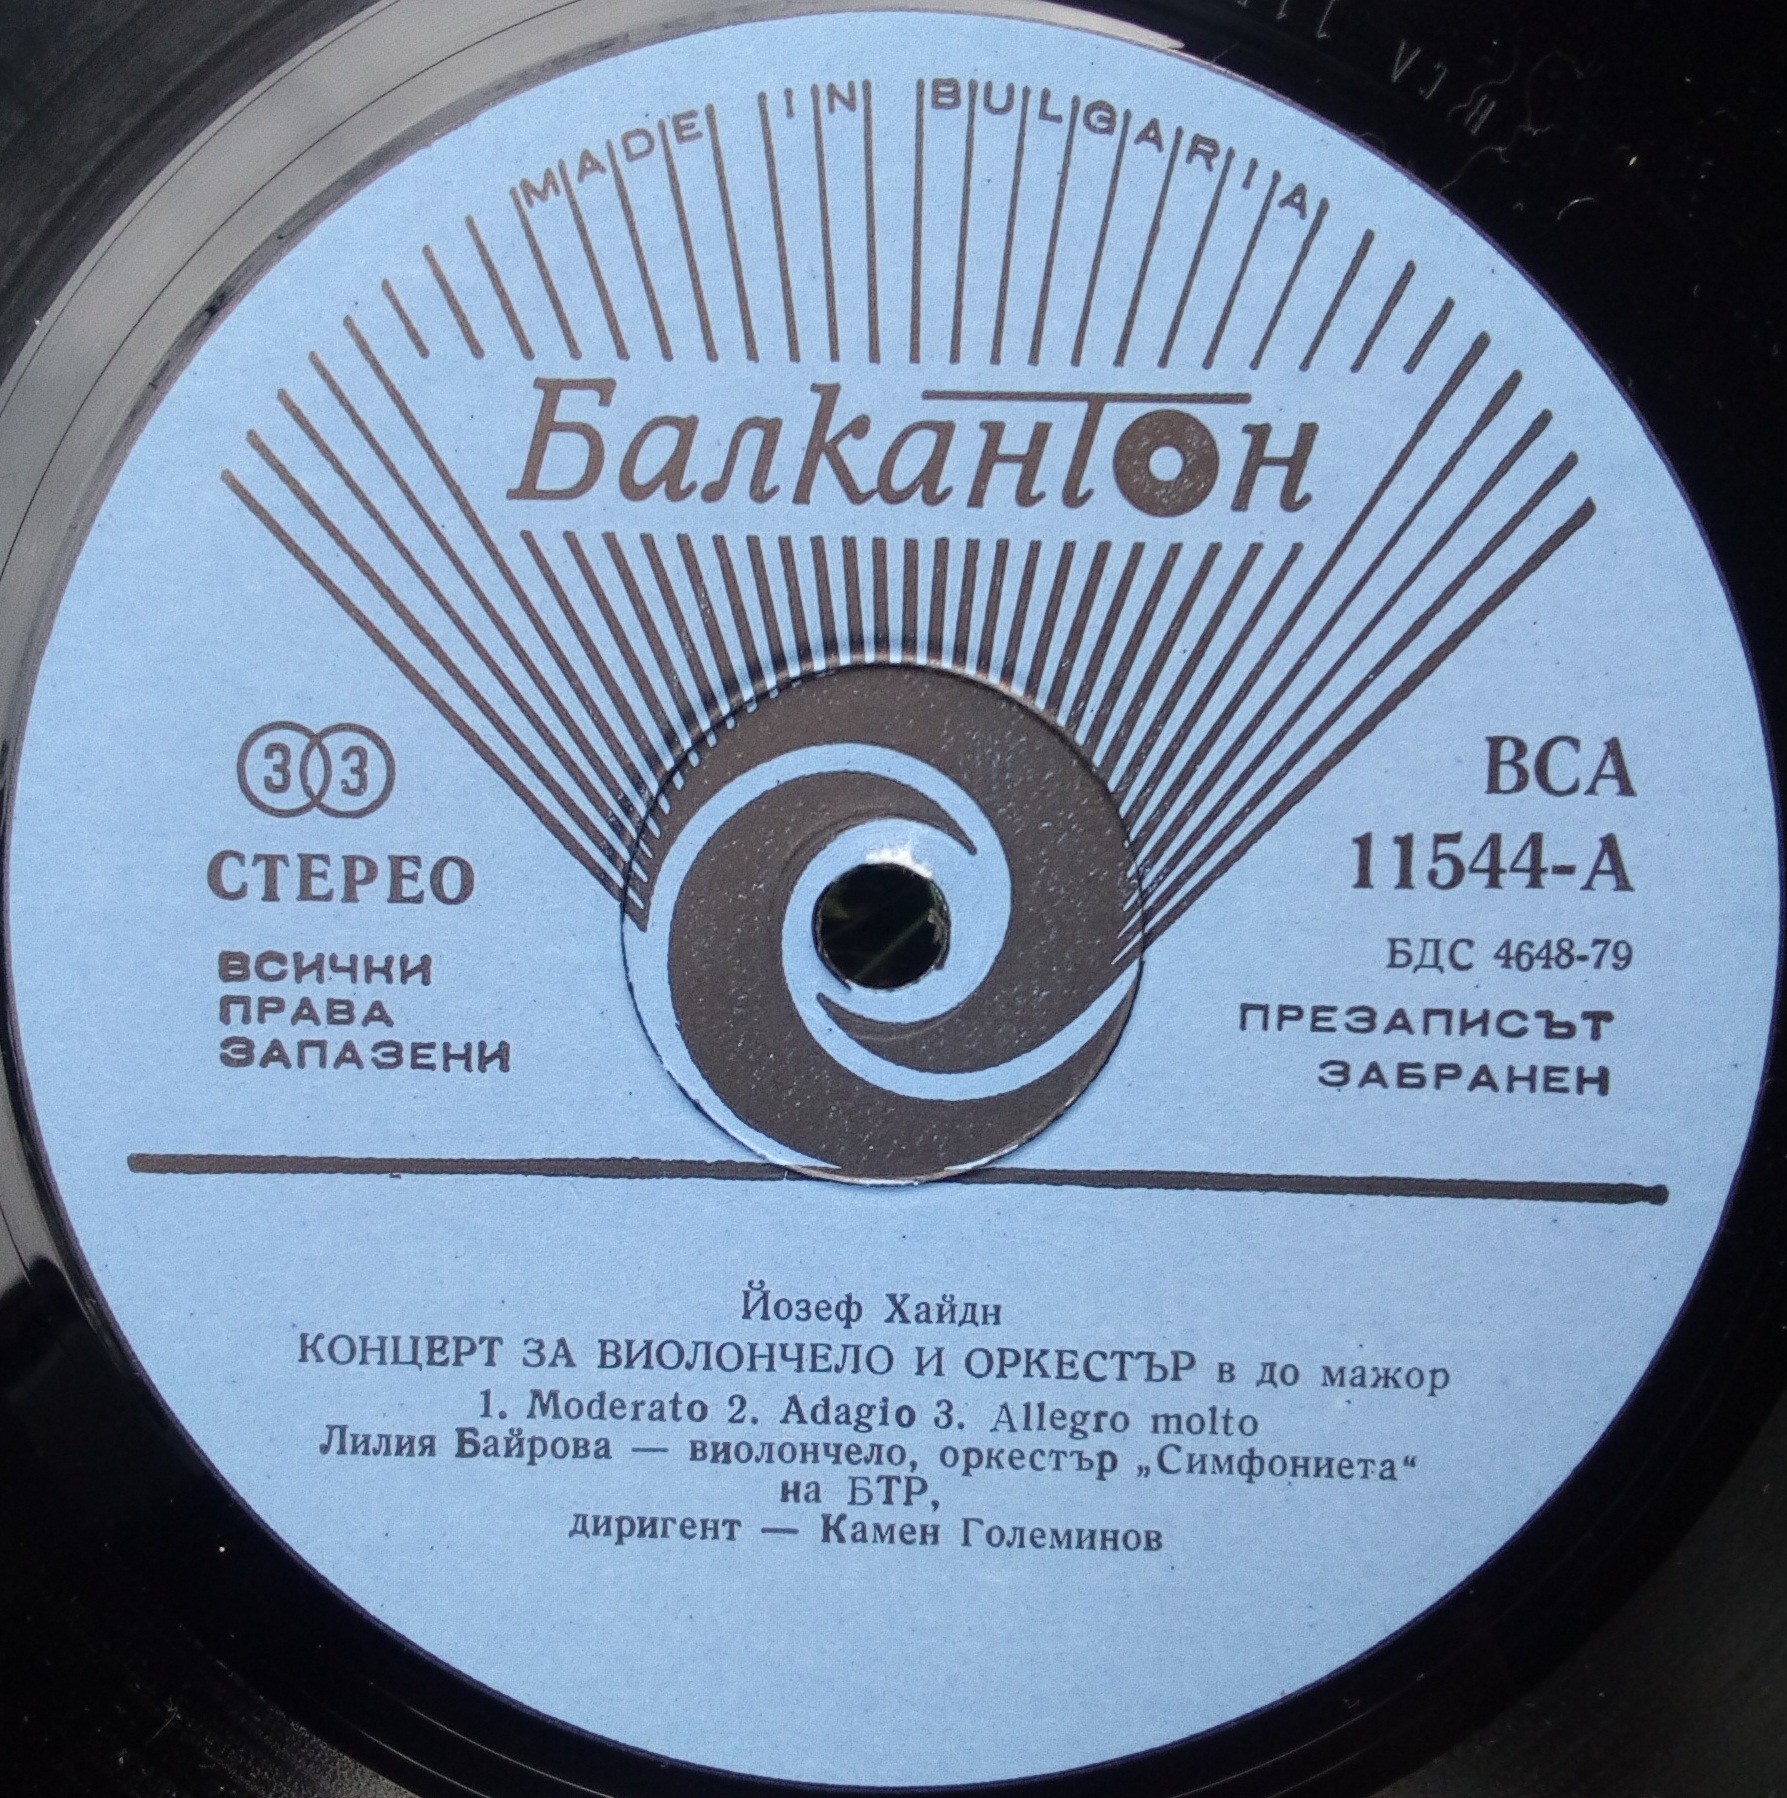 MADE IN BULGARIA
Балкантон
33
СТЕРЕО
ВСИЧКИ
ПРАВА
ЗАПАЗЕНИ
ВСА
11544-А
БДС 4648-79
ПРЕЗАПИСЪТ
ЗАБРАНЕН
Йозеф Хайдн
КОНЦЕРТ ЗА ВИОЛОНЧЕЛО И ОРКЕСТЪР в до мажор
1. Moderato 2. Adagio 3. Allegro molto
Лилия Байрова — виолончело, оркестър „Симфониета“
на БТР,
диригент — Камен Големинов